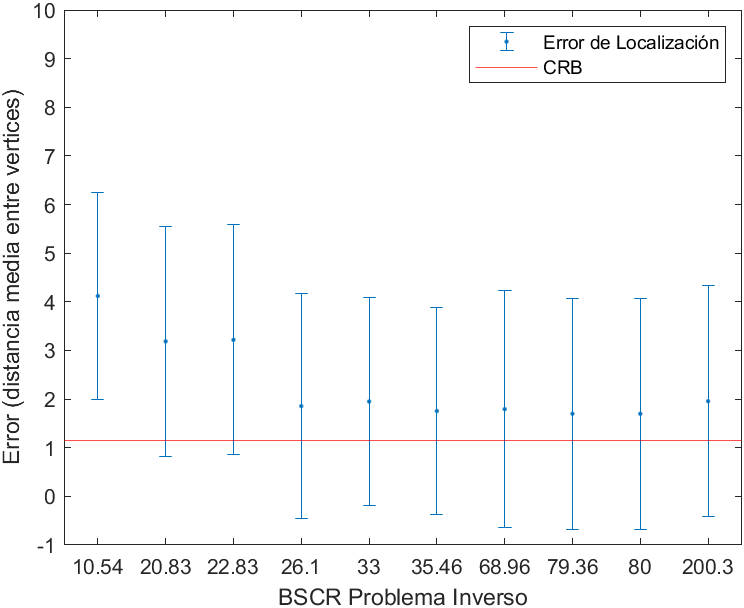 Error de Localización
CRB
Error (distancia media entre vertices)
10
9
8
7
6
5
4
3
2
1
0
-1
10.54 20.83 22.83 26.1 33 35.46 68.96 79.36 80 200.3
BSCR Problema Inverso